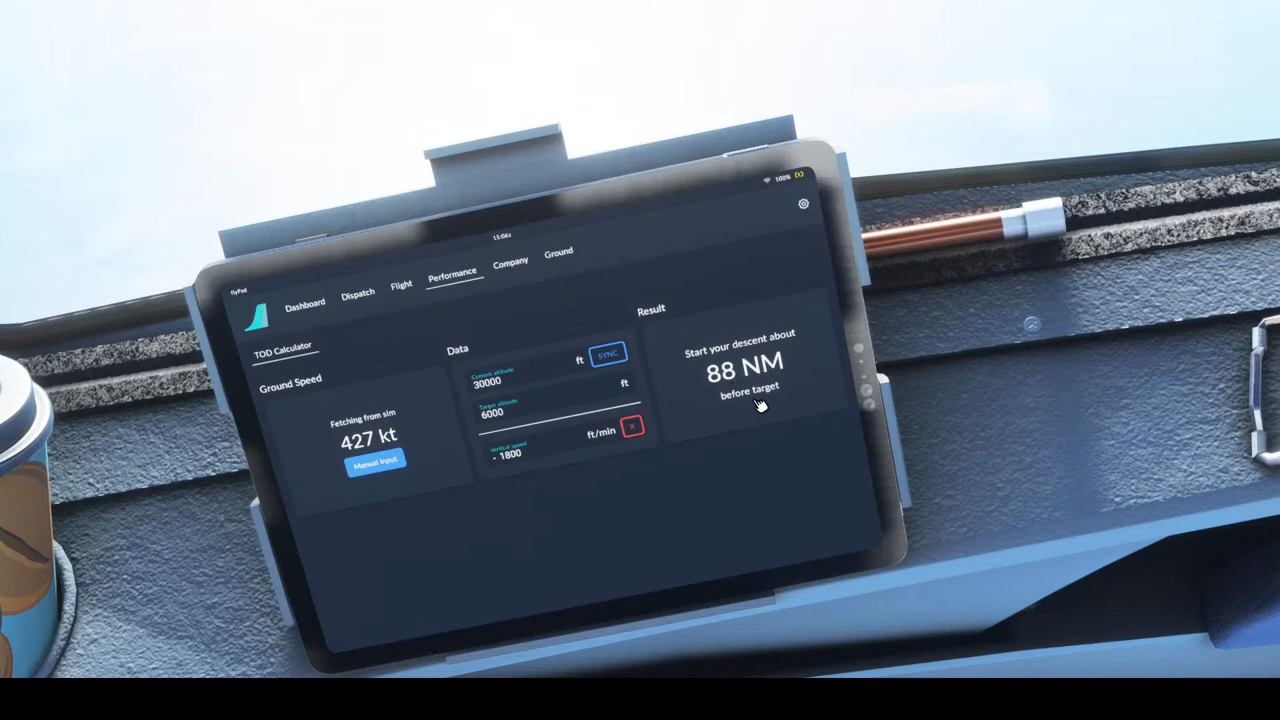 flyPad
15:06z
100%
Dashboard
Dispatch
Flight
Performance
Company
Ground
TOD Calculator
Ground Speed
Fetching from sim
427 kt
Manual Input
Data
Current altitude
30000
ft
SYNC
Target altitude
6000
ft
Vertical speed
- 1800
ft/min
X
Result
Start your descent about
88 NM
before target